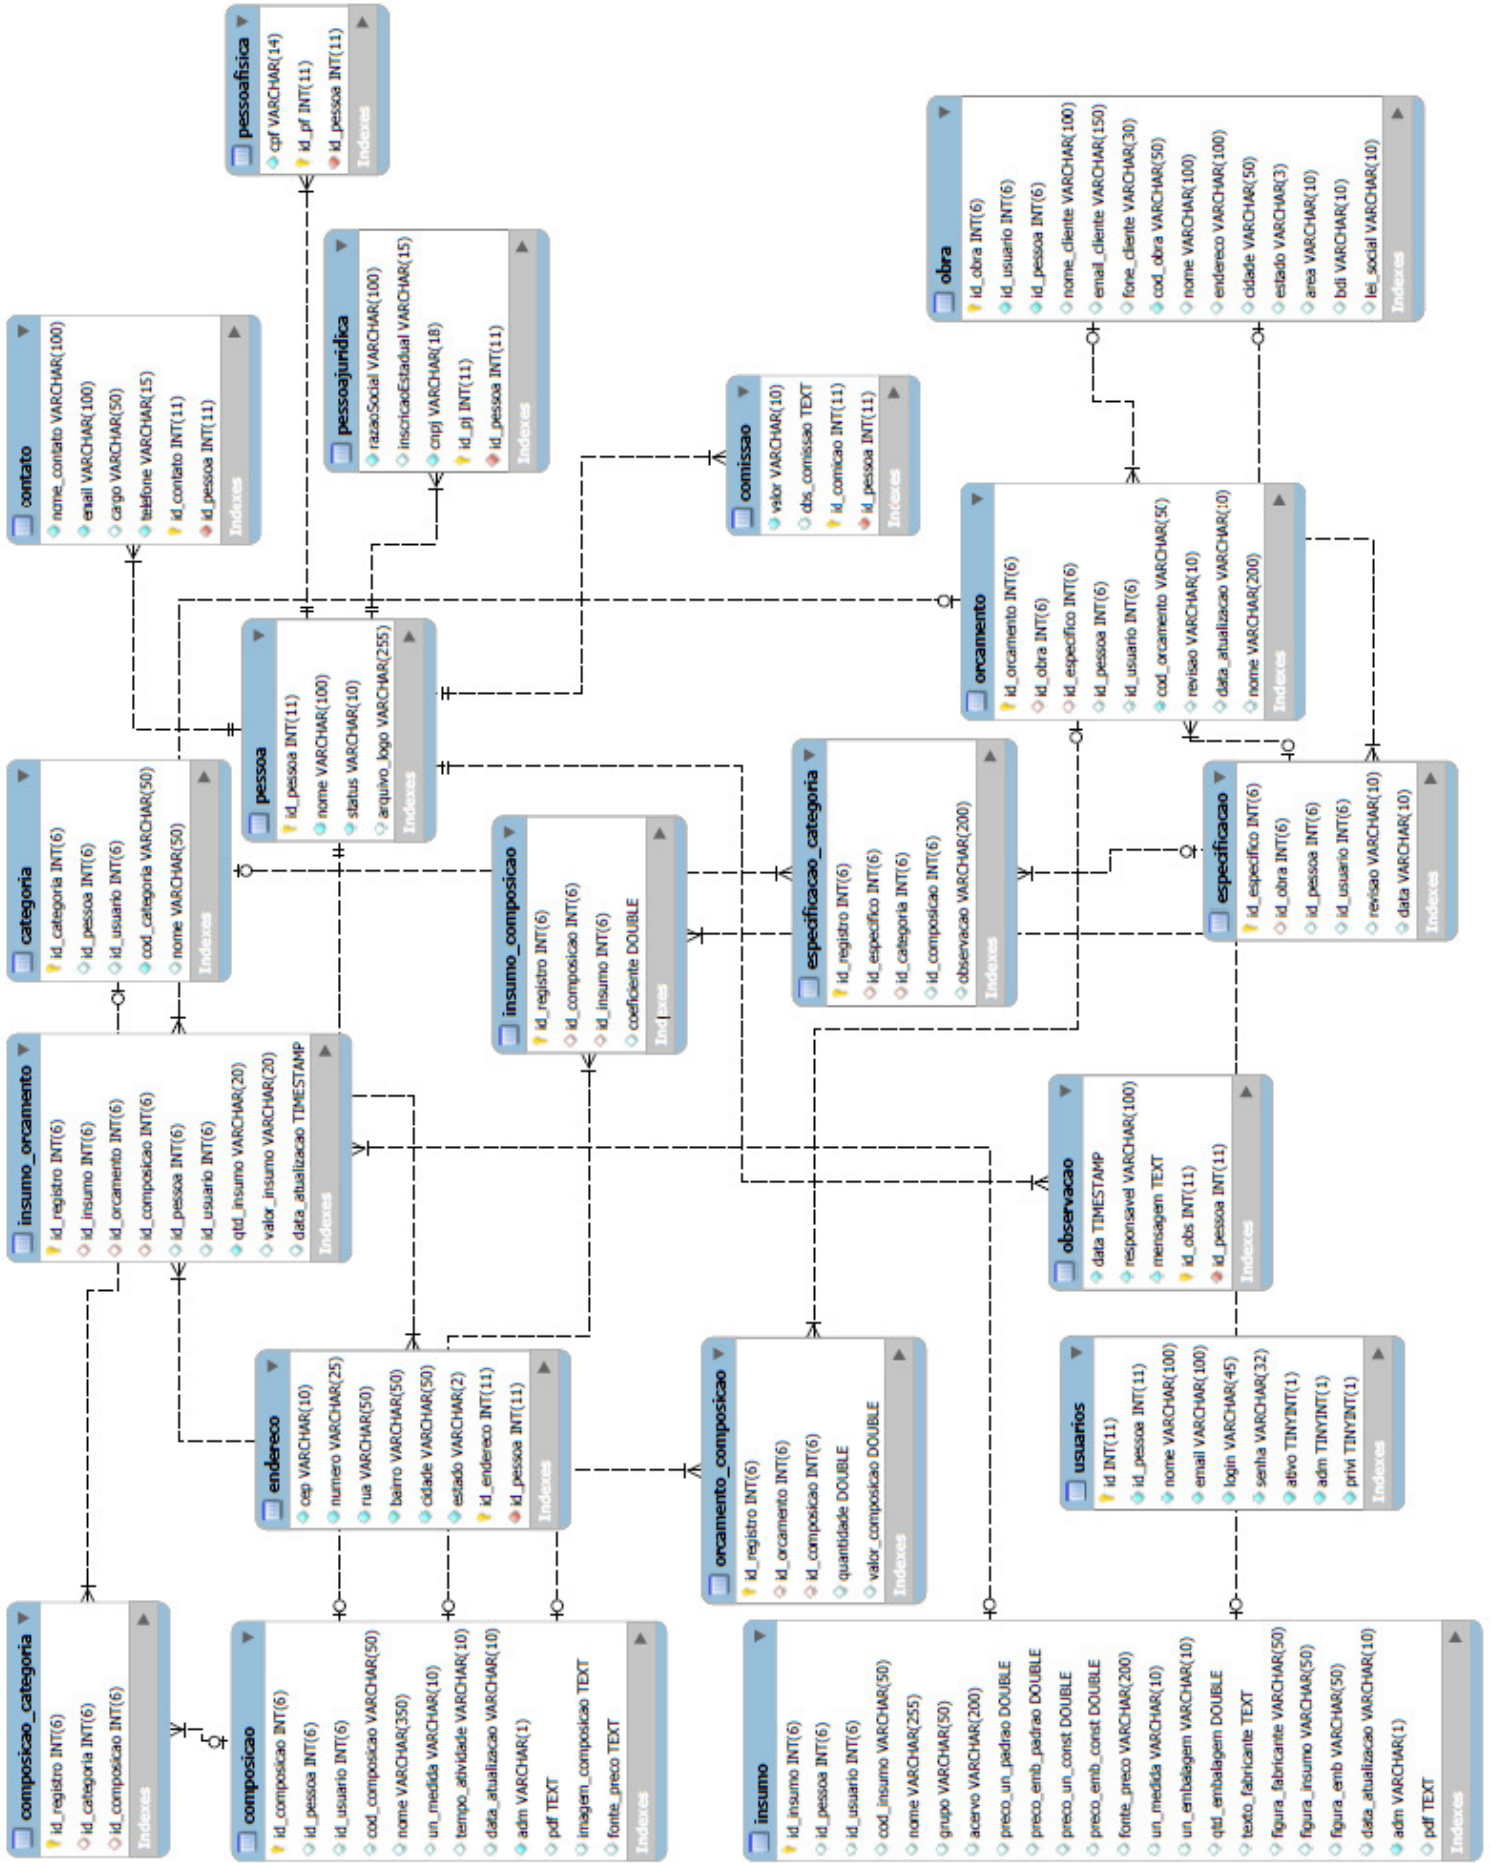 composicao_categoria
id_registro INT(6)
id_categoria INT(6)
id_composicao INT(6)
Indexes
insumo_orcamento
id_registro INT(6)
id_insumo INT(6)
id_orcamento INT(6)
id_composicao INT(6)
id_pessoa INT(6)
id_usuario INT(6)
qtd_insumo VARCHAR(20)
valor_insumo VARCHAR(20)
data_atualizacao TIMESTAMP
Indexes
categoria
id_categoria INT(6)
id_pessoa INT(6)
id_usuario INT(6)
cod_categoria VARCHAR(50)
nome VARCHAR(50)
Indexes
contato
nome_contato VARCHAR(100)
email VARCHAR(100)
cargo VARCHAR(50)
telefone VARCHAR(15)
id_contato INT(11)
id_pessoa INT(11)
Indexes
pessoafisica
cpf VARCHAR(14)
id_pf INT(11)
id_pessoa INT(11)
Indexes
composicao
id_composicao INT(6)
id_pessoa INT(6)
id_usuario INT(6)
cod_composicao VARCHAR(50)
nome VARCHAR(350)
un_medida VARCHAR(10)
tempo_atividade VARCHAR(10)
data_atualizacao VARCHAR(10)
adm VARCHAR(1)
pdf TEXT
imagem_composicao TEXT
fonte_preco TEXT
Indexes
endereco
cep VARCHAR(10)
numero VARCHAR(25)
rua VARCHAR(50)
bairro VARCHAR(50)
cidade VARCHAR(50)
estado VARCHAR(2)
id_endereco INT(11)
id_pessoa INT(11)
Indexes
pessoa
id_pessoa INT(11)
nome VARCHAR(100)
status VARCHAR(10)
arquivo_logo VARCHAR(255)
Indexes
pessoajuridica
razaoSocial VARCHAR(100)
inscricaoEstadual VARCHAR(15)
cnpj VARCHAR(18)
id_pj INT(11)
id_pessoa INT(11)
Indexes
insumo_composicao
id_registro INT(6)
id_composicao INT(6)
id_insumo INT(6)
coeficiente DOUBLE
Indexes
orcamento_composicao
id_registro INT(6)
id_orcamento INT(6)
id_composicao INT(6)
quantidade DOUBLE
valor_composicao DOUBLE
Indexes
especificacao_categoria
id_registro INT(6)
id_especifico INT(6)
id_categoria INT(6)
id_composicao INT(6)
observacao VARCHAR(200)
Indexes
comissao
valor VARCHAR(10)
obs_comissao TEXT
id_comicao INT(11)
id_pessoa INT(11)
Indexes
insumo
id_insumo INT(6)
id_pessoa INT(6)
id_usuario INT(6)
cod_insumo VARCHAR(50)
nome VARCHAR(255)
grupo VARCHAR(50)
acervo VARCHAR(200)
preco_un_padrao DOUBLE
preco_emb_padrao DOUBLE
preco_un_const DOUBLE
preco_emb_const DOUBLE
fonte_preco VARCHAR(200)
un_medida VARCHAR(10)
un_embalagem VARCHAR(10)
qtd_embalagem DOUBLE
texto_fabricante TEXT
figura_fabricante VARCHAR(50)
figura_insumo VARCHAR(50)
figura_emb VARCHAR(50)
data_atualizacao VARCHAR(10)
adm VARCHAR(1)
pdf TEXT
Indexes
usuarios
id INT(11)
id_pessoa INT(11)
nome VARCHAR(100)
email VARCHAR(100)
login VARCHAR(45)
senha VARCHAR(32)
ativo TINYINT(1)
adm TINYINT(1)
privi TINYINT(1)
Indexes
observacao
data TIMESTAMP
responsavel VARCHAR(100)
mensagem TEXT
id_obs INT(11)
id_pessoa INT(11)
Indexes
orcamento
id_orcamento INT(6)
id_obra INT(6)
id_especifico INT(6)
id_pessoa INT(6)
id_usuario INT(6)
cod_orcamento VARCHAR(50)
revisao VARCHAR(10)
data_atualizacao VARCHAR(10)
nome VARCHAR(200)
Indexes
obra
id_obra INT(6)
id_usuario INT(6)
id_pessoa INT(6)
nome_cliente VARCHAR(100)
email_cliente VARCHAR(150)
fone_cliente VARCHAR(30)
cod_obra VARCHAR(50)
nome VARCHAR(100)
endereco VARCHAR(100)
cidade VARCHAR(50)
estado VARCHAR(3)
area VARCHAR(10)
bdi VARCHAR(10)
lei_social VARCHAR(10)
Indexes
especificacao
id_especifico INT(6)
id_obra INT(6)
id_pessoa INT(6)
id_usuario INT(6)
revisao VARCHAR(10)
data VARCHAR(10)
Indexes